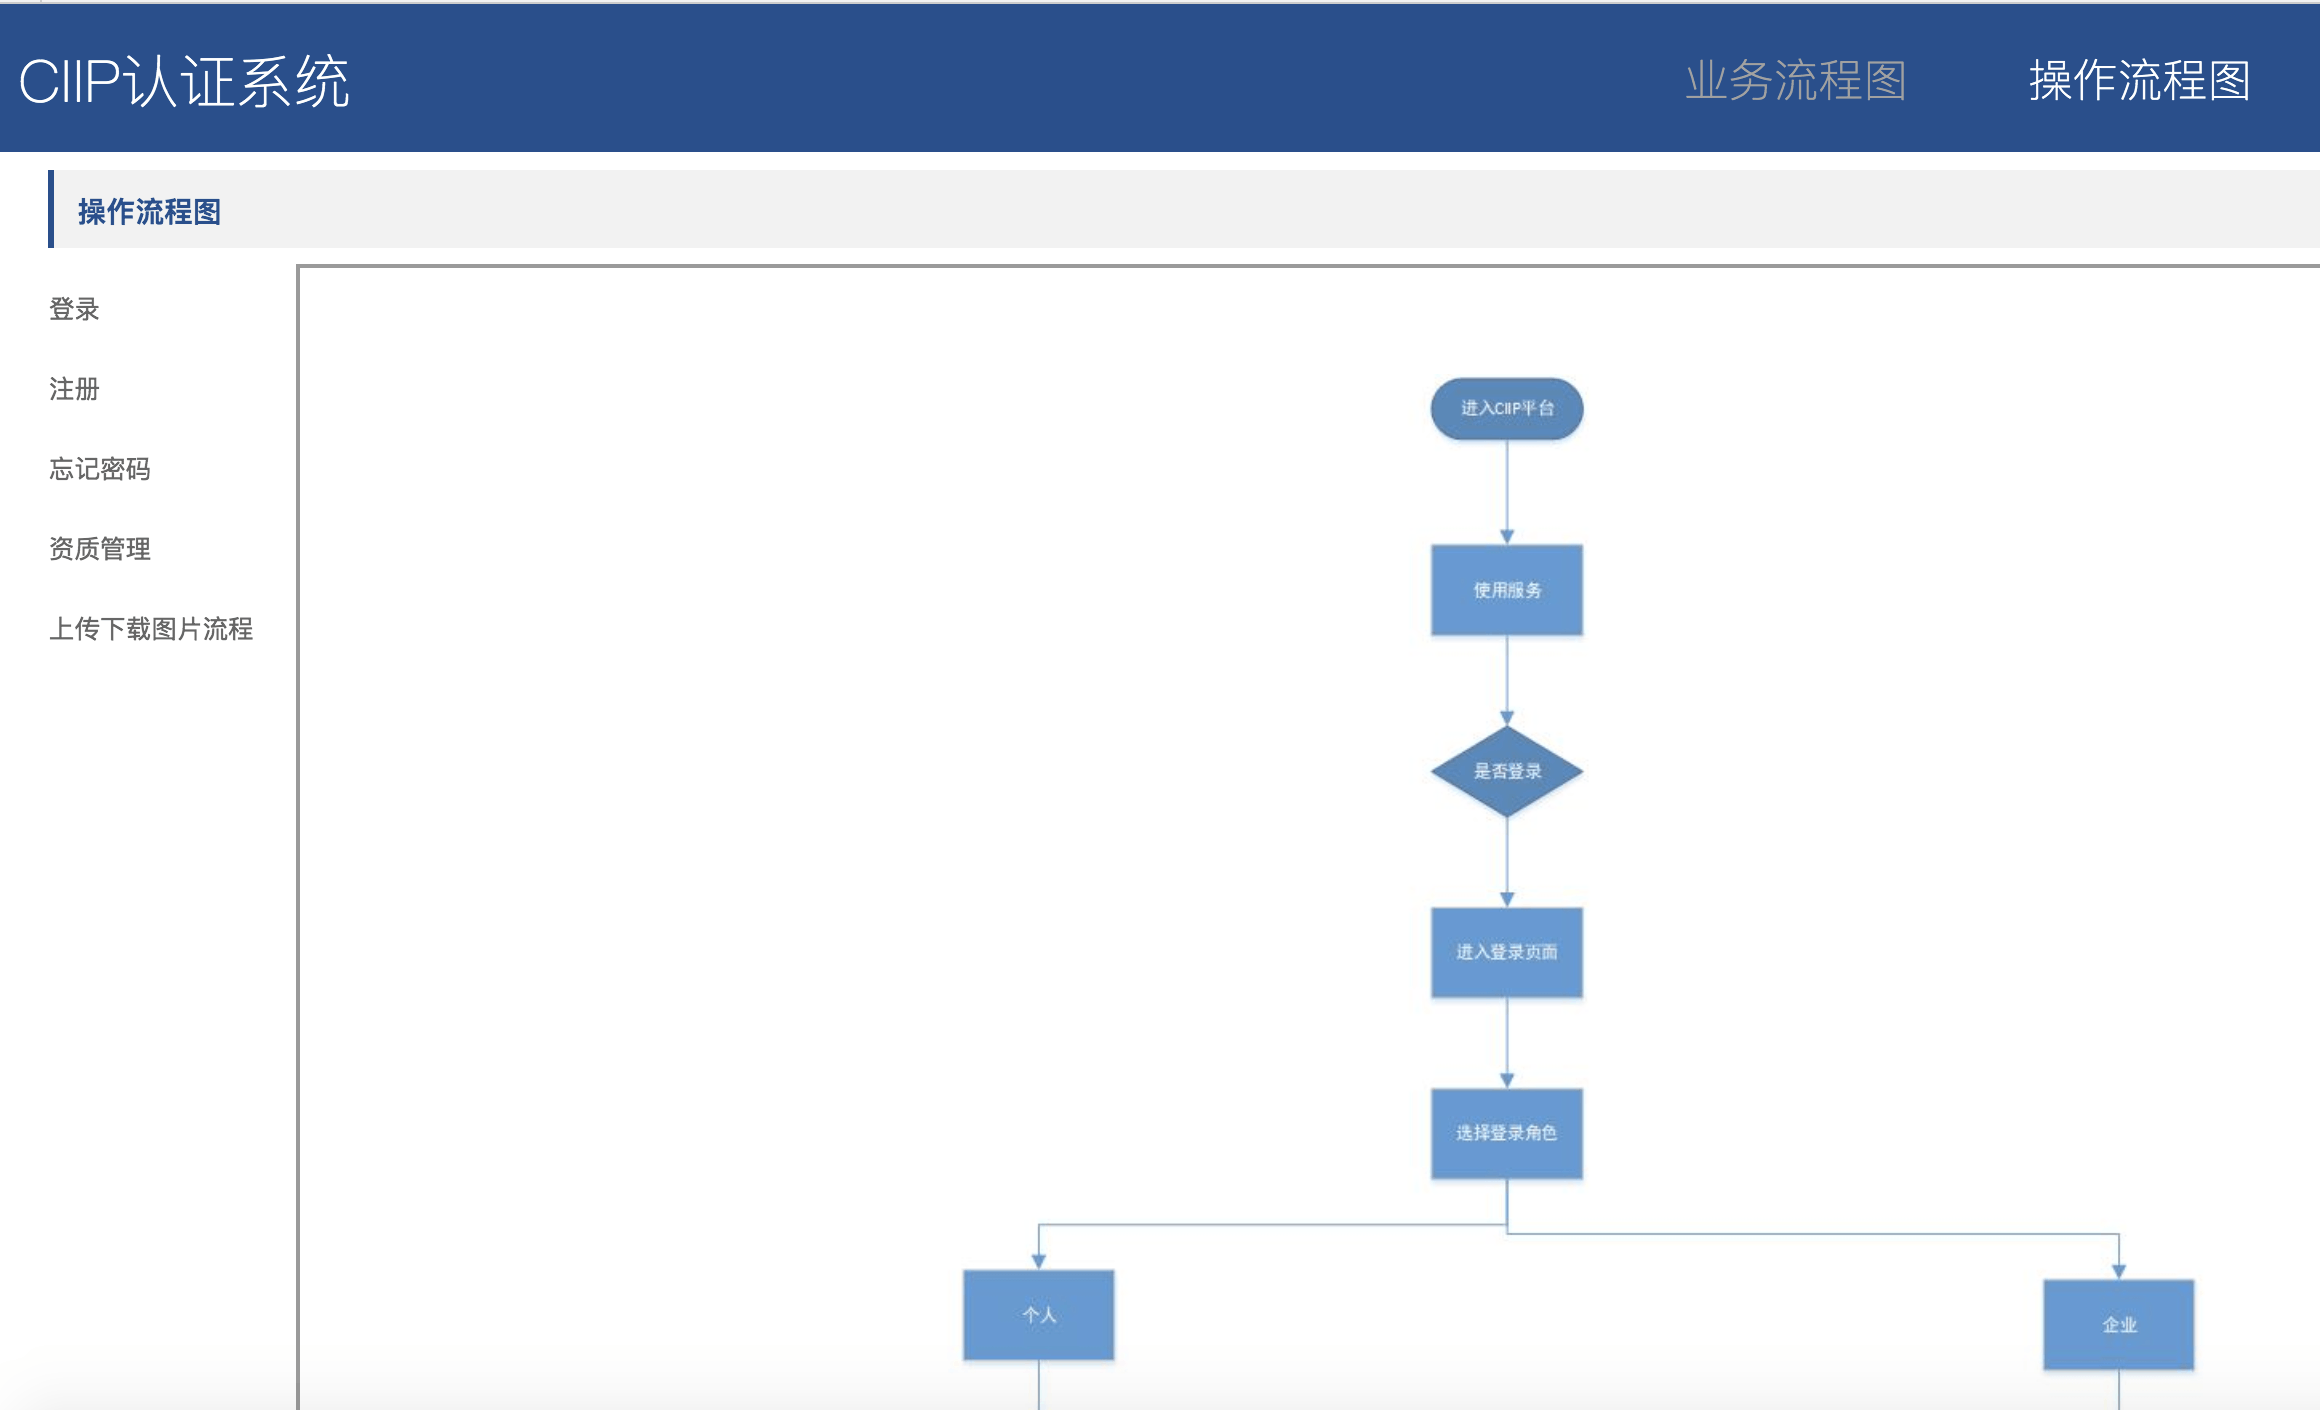 CIIP认证系统
业务流程图
操作流程图
操作流程图
登录
注册
忘记密码
资质管理
上传下载图片流程
进入CIIP平台
使用服务
是否登录
进入登录页面
选择登录角色
个人
企业